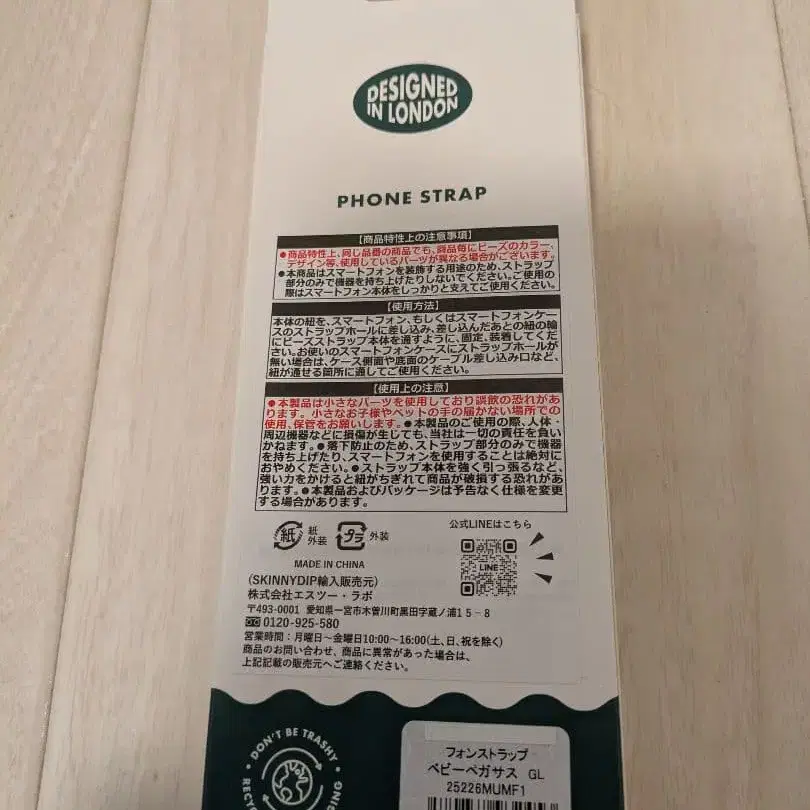 DESIGNED
IN LONDON
PHONE STRAP
【商品特性上の注意事項】
●商品特性上、同じ品番の商品でも、商品毎にビーズのカラー、
デザイン等、使用しているパーツが異なる場合がございます。
●本商品はスマートフォンを装飾する用途のため、ストラップ
部分のみで機器を持ち上げたりしないでください。ご使用の
際はスマートフォン本体をしっかりと支えてご使用ください。
【使用方法】
本体の紐を、スマートフォン、もしくはスマートフォンケー
スのストラップホールに差し込み、差し込んだあとの紐の輪
にビーズストラップ本体を通すように、固定、装着してくだ
さい。お使いのスマートフォンケースにストラップホールが
無い場合は、ケース側面や底面のケーブル差し込み口など、
紐が通せる箇所に通してご使用ください。
【使用上の注意】
●本製品は小さなパーツを使用しており誤飲の恐れがあ
ります。小さなお子様やペットの手の届かない場所での
使用、保管をお願いします。●本製品のご使用の際、人体・
周辺機器などに損傷が生じても、当社は一切の責任を負い
かねます。●落下防止のため、ストラップ部分のみで機器
を持ち上げたり、スマートフォンを使用することは絶対に
おやめください。●ストラップ本体を強く引っ張るなど、
強い力をかけると紐がちぎれて商品が破損する恐れがあ
ります。●本製品およびパッケージは予告なく仕様を変更
する場合があります。
紙 紙
外装
プラ 外装
公式LINEはこちら
LINE
MADE IN CHINA
(SKINNYDIP輸入販売元)
株式会社エスツー・ラボ
〒493-0001 愛知県一宮市木曽川町黒田字蔵ノ浦15-8
0120-925-580
営業時間：月曜日～金曜日10:00～16:00(土、日、祝を除く)
商品のお問い合わせ、商品に異常があった場合は、
上記記載の販売元へご連絡ください。
DON'T BE TRASHY
フォンストラップ
ベビーペガサス GL
25226MUMF1